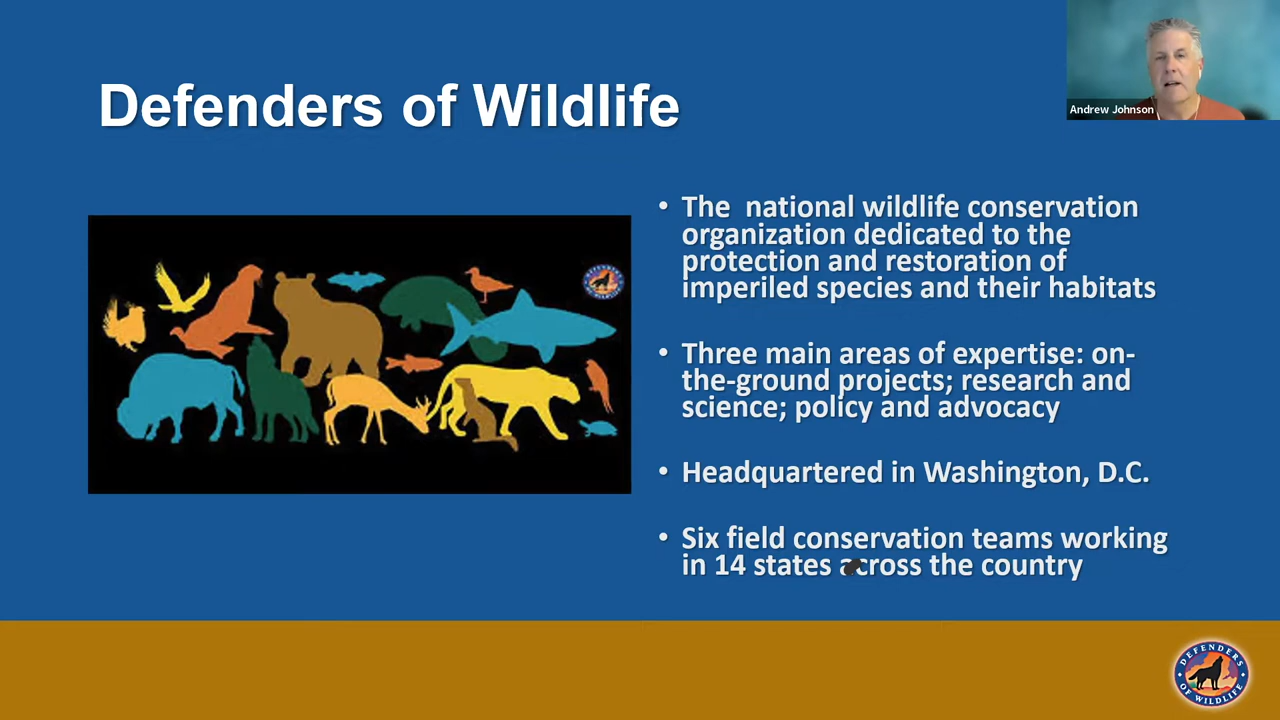 Defenders of Wildlife
Andrew Johnson
• The national wildlife conservation
organization dedicated to the
protection and restoration of
imperiled species and their habitats
• Three main areas of expertise: on-
the-ground projects; research and
science; policy and advocacy
• Headquartered in Washington, D.C.
• Six field conservation teams working
in 14 states across the country
DEFENDERS
OF WILDLIFE